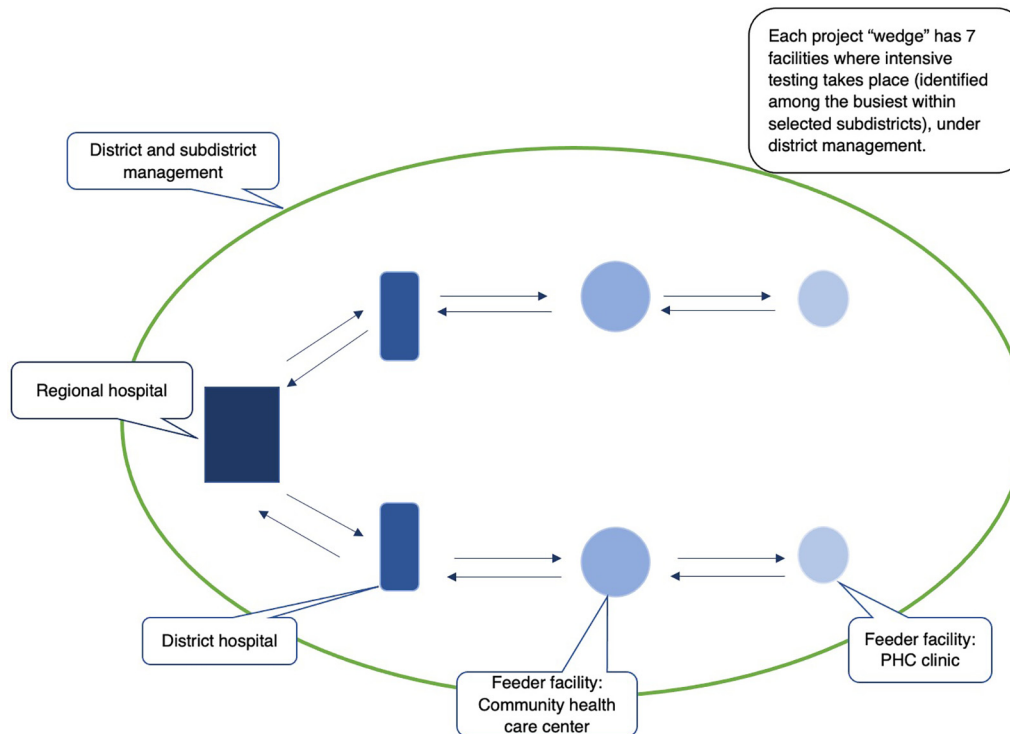 Each project “wedge” has 7
facilities where intensive
testing takes place (identified
among the busiest within
selected subdistricts), under
district management.
District and subdistrict
management
Regional hospital
District hospital
Feeder facility:
Community health
care center
Feeder facility:
PHC clinic